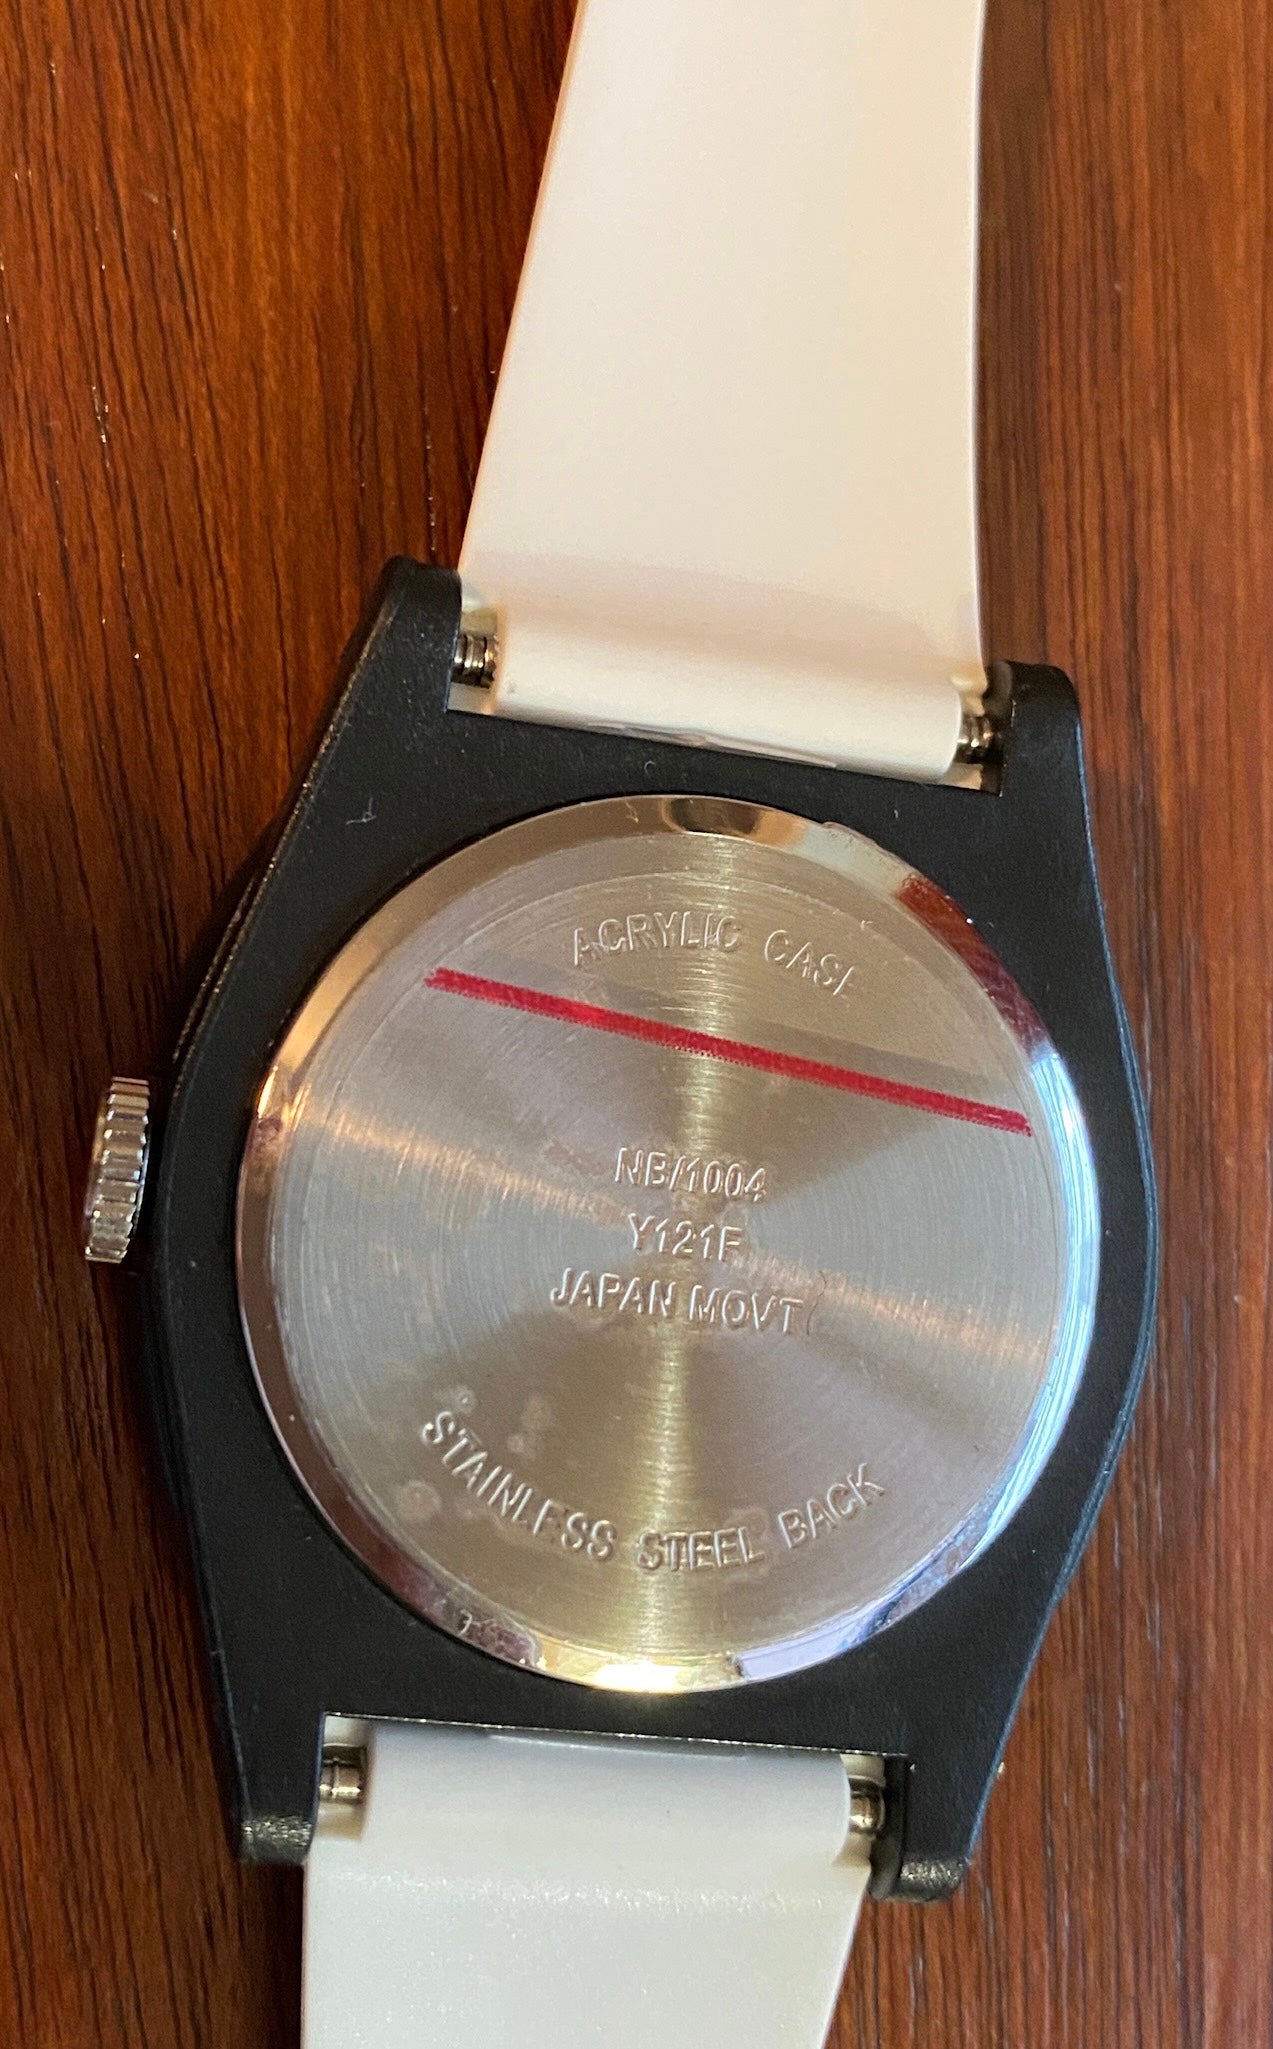 ACRYLIC CASE
NB/1004
Y121F
JAPAN MOVT
STAINLESS STEEL BACK